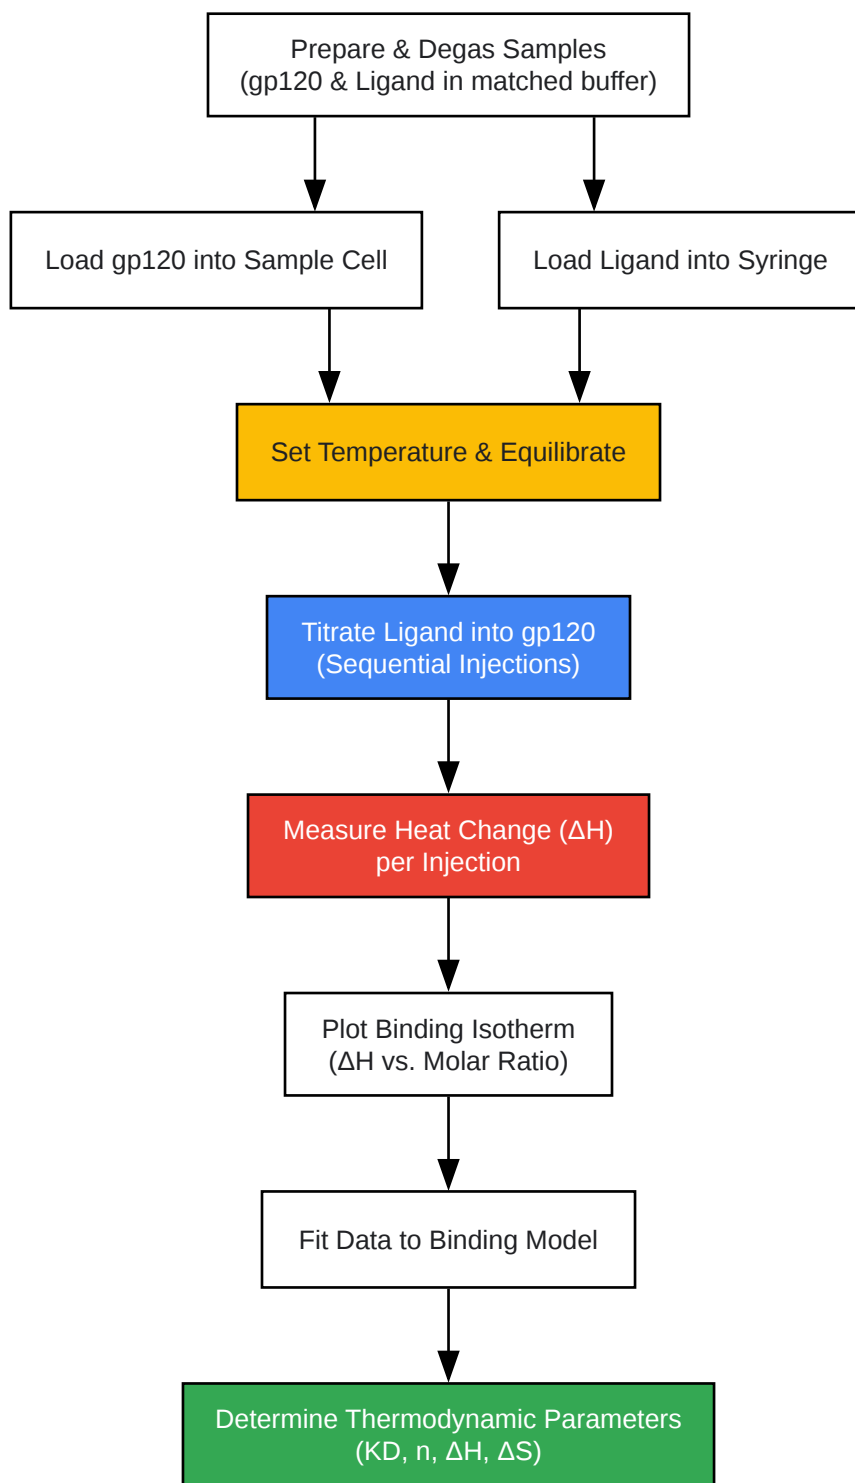 Prepare & Degas Samples
(gp120 & Ligand in matched buffer)
Load gp120 into Sample Cell
Load Ligand into Syringe
Set Temperature & Equilibrate
Titrate Ligand into gp120
(Sequential Injections)
Measure Heat Change (ΔH)
per Injection
Plot Binding Isotherm
(ΔH vs. Molar Ratio)
Fit Data to Binding Model
Determine Thermodynamic Parameters
(KD, n, ΔH, ΔS)